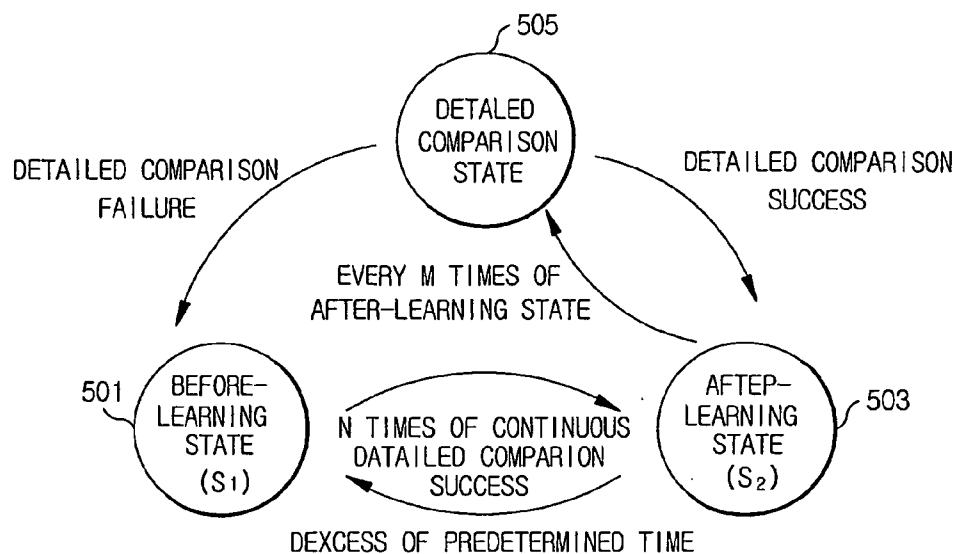 505
DETALED
COMPARISON
STATE
DETAILED COMPARISON
FAILURE
DETAILED COMPARISON
SUCCESS
EVERY M TIMES OF
AFTER-LEARNING STATE
501
BEFORE-
LEARNING
STATE
(S1)
N TIMES OF CONTINUOUS
DATAILED COMPARION
SUCCESS
AFTEP-
LEARNING
STATE
(S2)
503
DEXCESS OF PREDETERMINED TIME